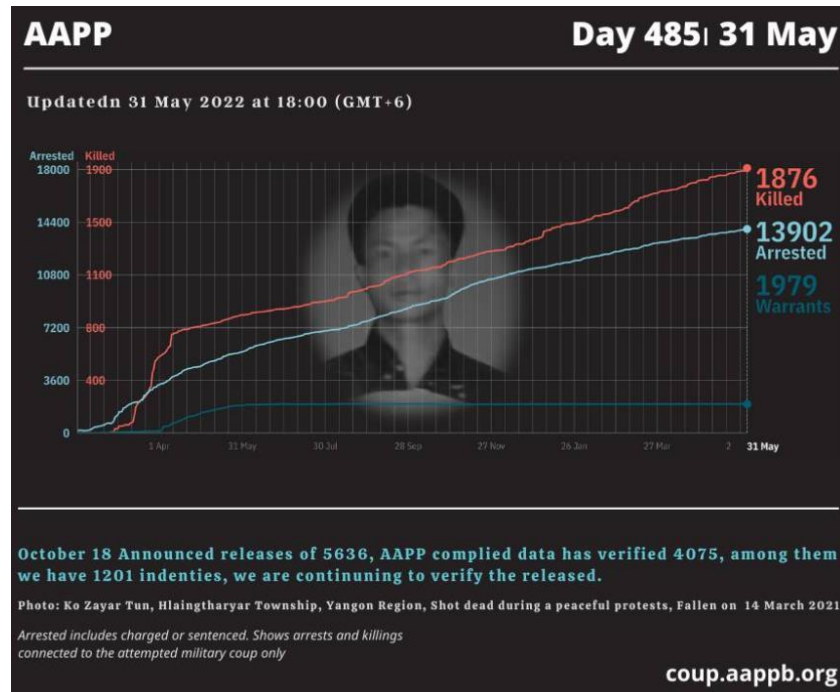 AAPP
Day 485| 31 May
Updatedn 31 May 2022 at 18:00 (GMT+6)
Arrested Killed
18000 1900
14400 1500
10800 1100
7200 800
3600 400
0
1876
Killed
13902
Arrested
1979
Warrants
1 Apr 31 May 30 Jul 28 Sep 27 Nov 26 Jan 27 Mar 2 31 May
October 18 Announced releases of 5636, AAPP complied data has verified 4075, among them
we have 1201 indenties, we are continuning to verify the released.
Photo: Ko Zayar Tun, Hlaingtharyar Township, Yangon Region, Shot dead during a peaceful protests, Fallen on 14 March 2021
Arrested includes charged or sentenced. Shows arrests and killings
connected to the attempted military coup only
coup.aappb.org